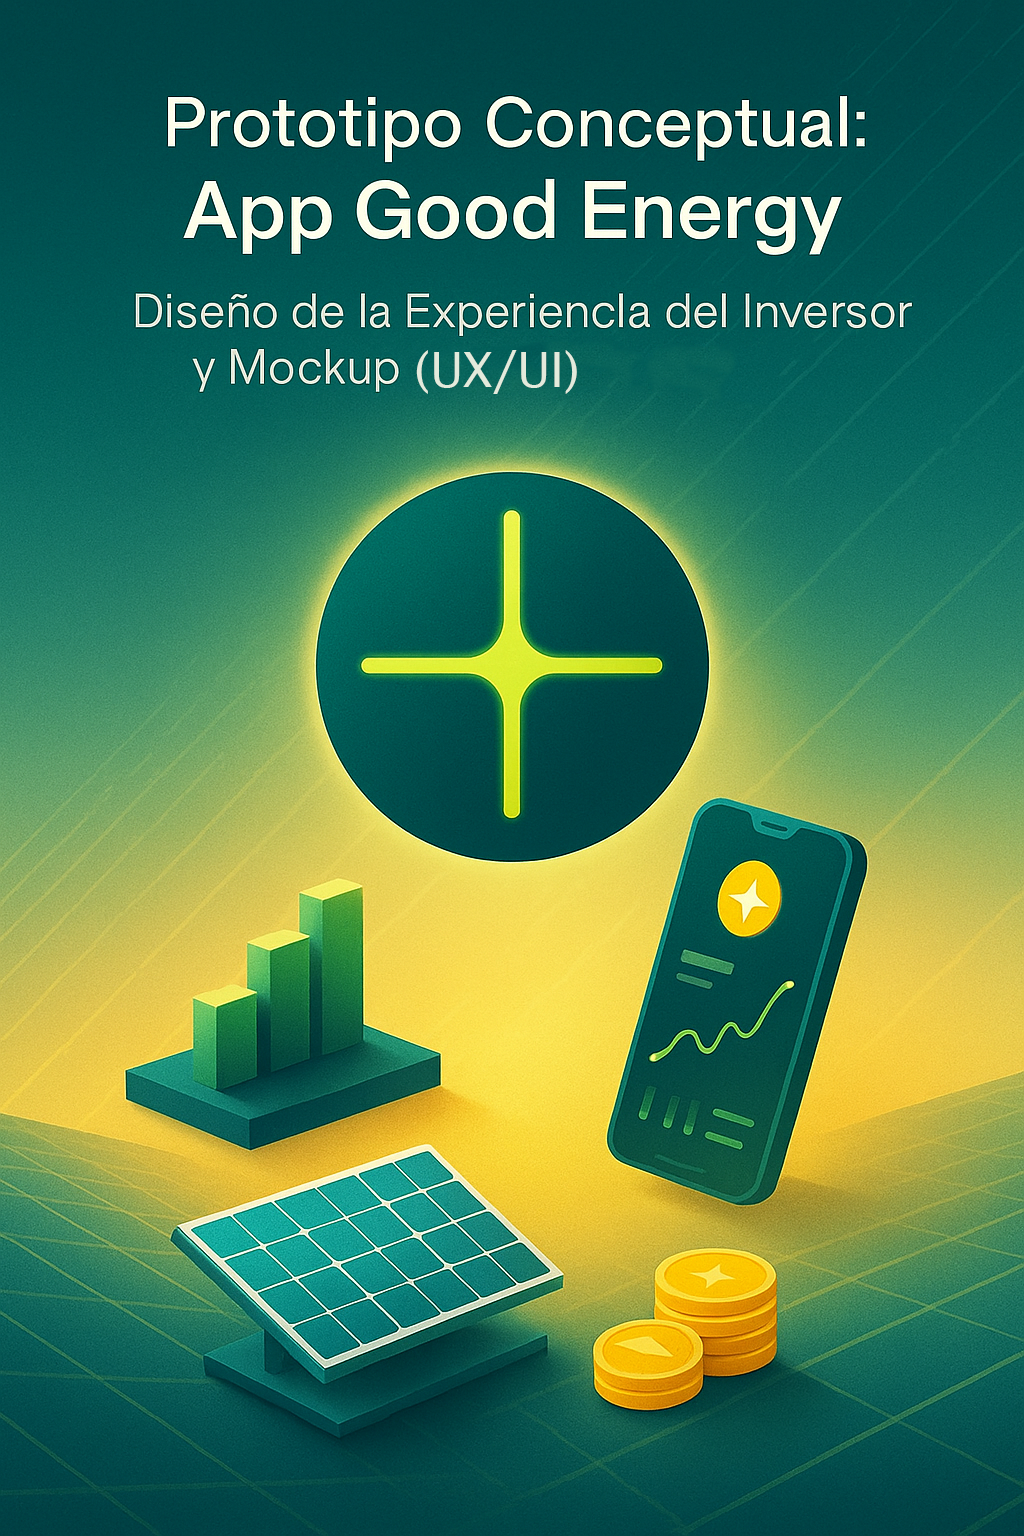 Prototipo Conceptual:
App Good Energy
Diseño de la Experiencla del Inversor
y Mockup (UX/UI)